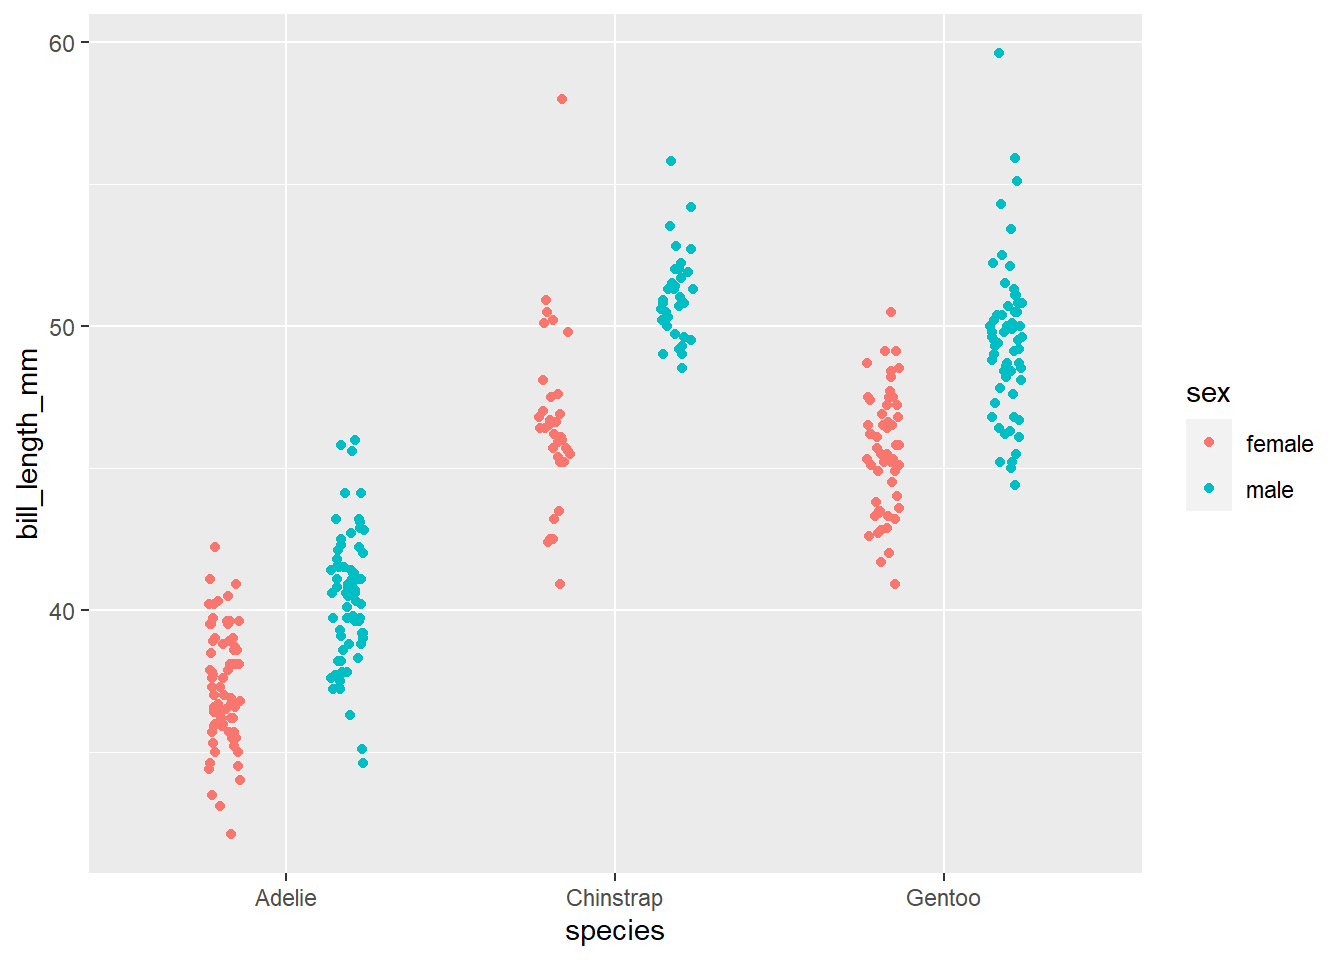 60
50
40
bill_length_mm
Adelie
Chinstrap
Gentoo
species
sex
female
male